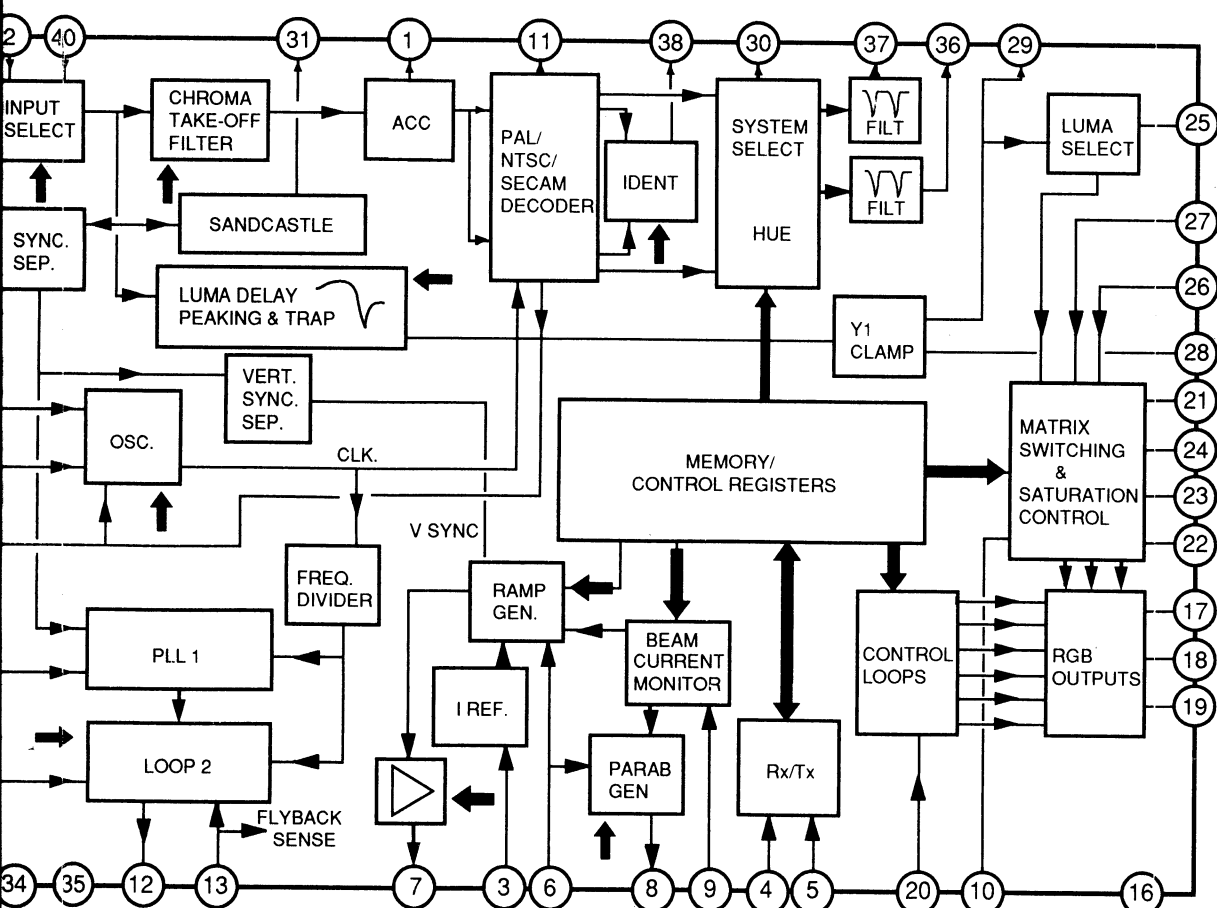 2 40 31 1 11 38 30 37 36 29
INPUT
SELECT
CHROMA
TAKE-OFF
FILTER
ACC
PAL/
NTSC/
SECAM
DECODER
IDENT
SYSTEM
SELECT
HUE
FILT
FILT
LUMA
SELECT
25
SYNC.
SEP.
SANDCASTLE
27
LUMA DELAY
PEAKING & TRAP
26
Y1
CLAMP
28
VERT.
SYNC.
SEP.
21
OSC.
CLK.
MEMORY/
CONTROL REGISTERS
MATRIX
SWITCHING
&
SATURATION
CONTROL
24
23
22
V SYNC
FREQ.
DIVIDER
RAMP
GEN.
17
PLL 1
BEAM
CURRENT
MONITOR
CONTROL
LOOPS
RGB
OUTPUTS
18
19
I REF.
LOOP 2
PARAB
GEN
Rx/Tx
FLYBACK
SENSE
34 35 12 13 7 3 6 8 9 4 5 20 10 16